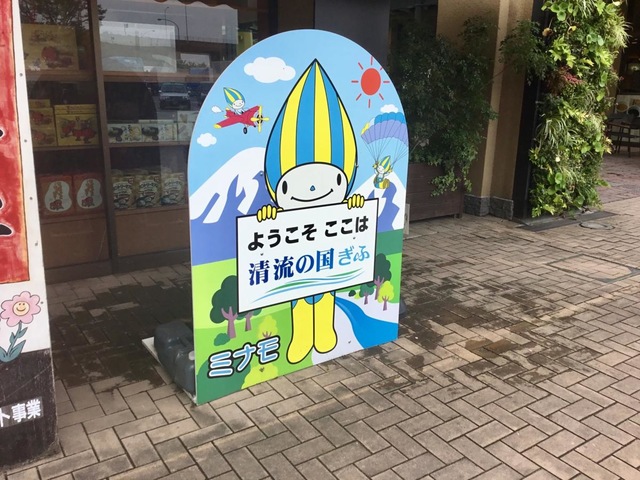 ようこそ ここは
清流の国ぎふ
ミナモ
ト事業